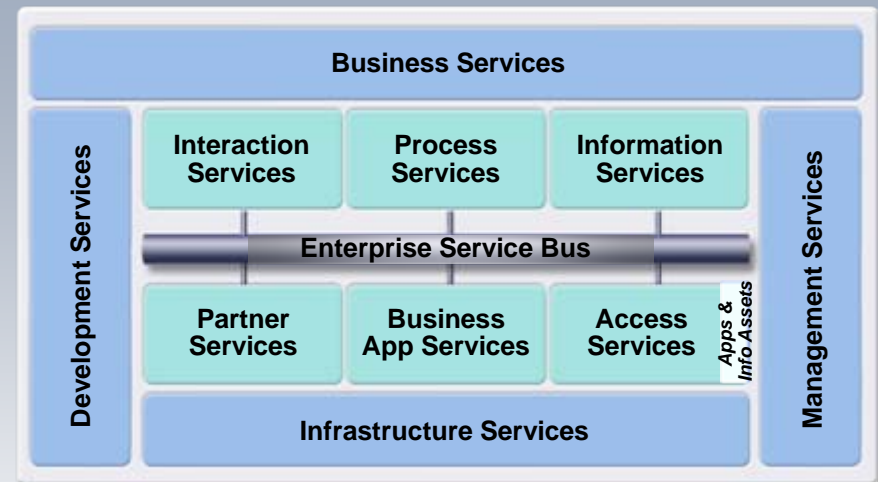 Business Services
Development Services
Interaction
Services
Process
Services
Information
Services
Management Services
Enterprise Service Bus
Partner
Services
Business
App Services
Access
Services
Apps &
Info Assets
Infrastructure Services